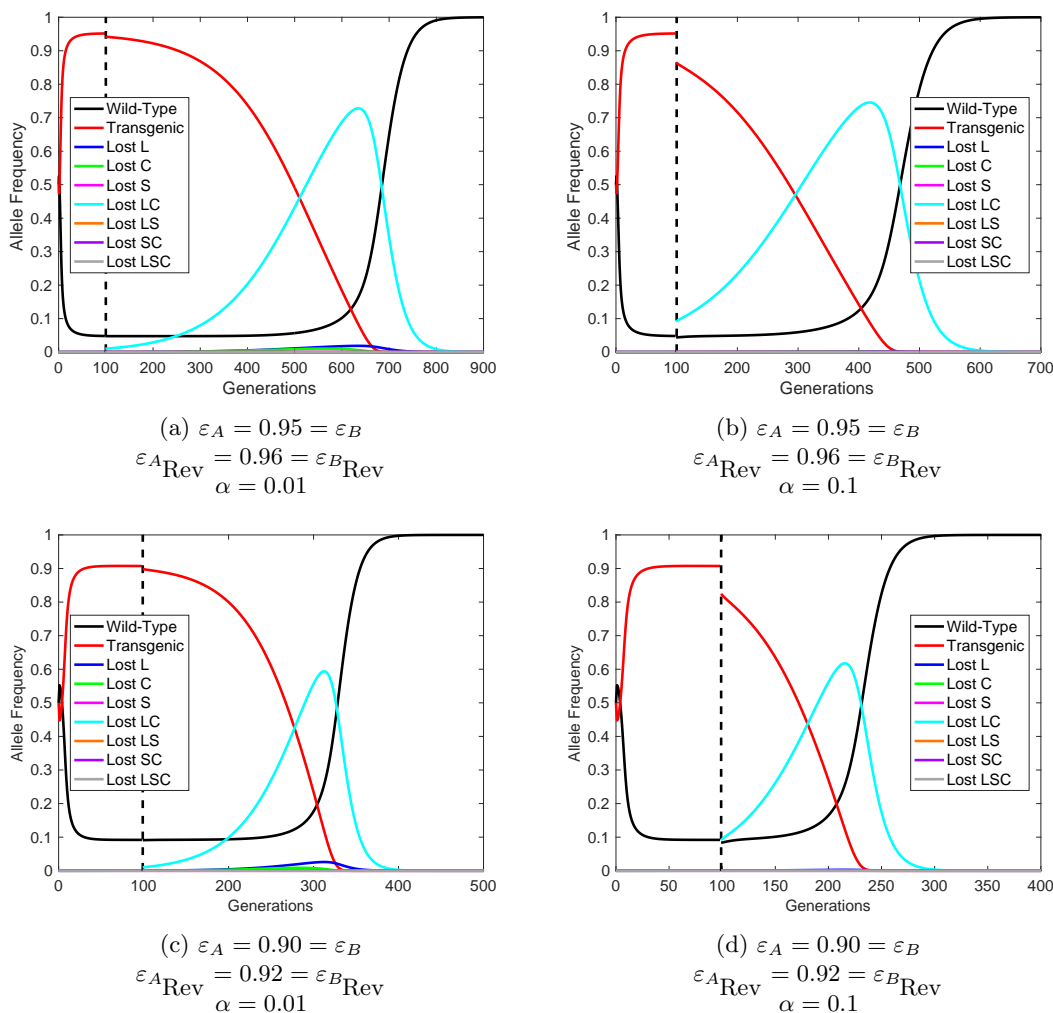 1
0.9
0.8
0.7
0.6
0.5
0.4
0.3
0.2
0.1
0
Allele Frequency
Wild-Type
Transgenic
Lost L
Lost C
Lost S
Lost LC
Lost LS
Lost SC
Lost LSC
0 100 200 300 400 500 600 700 800 900
Generations
(a) εA = 0.95 = εB
εARev = 0.96 = εBRev
α = 0.01
1
0.9
0.8
0.7
0.6
0.5
0.4
0.3
0.2
0.1
0
Allele Frequency
Wild-Type
Transgenic
Lost L
Lost C
Lost S
Lost LC
Lost LS
Lost SC
Lost LSC
0 100 200 300 400 500 600 700
Generations
(b) εA = 0.95 = εB
εARev = 0.96 = εBRev
α = 0.1
1
0.9
0.8
0.7
0.6
0.5
0.4
0.3
0.2
0.1
0
Allele Frequency
Wild-Type
Transgenic
Lost L
Lost C
Lost S
Lost LC
Lost LS
Lost SC
Lost LSC
0 100 200 300 400 500
Generations
(c) εA = 0.90 = εB
εARev = 0.92 = εBRev
α = 0.01
1
0.9
0.8
0.7
0.6
0.5
0.4
0.3
0.2
0.1
0
Allele Frequency
Wild-Type
Transgenic
Lost L
Lost C
Lost S
Lost LC
Lost LS
Lost SC
Lost LSC
0 50 100 150 200 250 300 350 400
Generations
(d) εA = 0.90 = εB
εARev = 0.92 = εBRev
α = 0.1